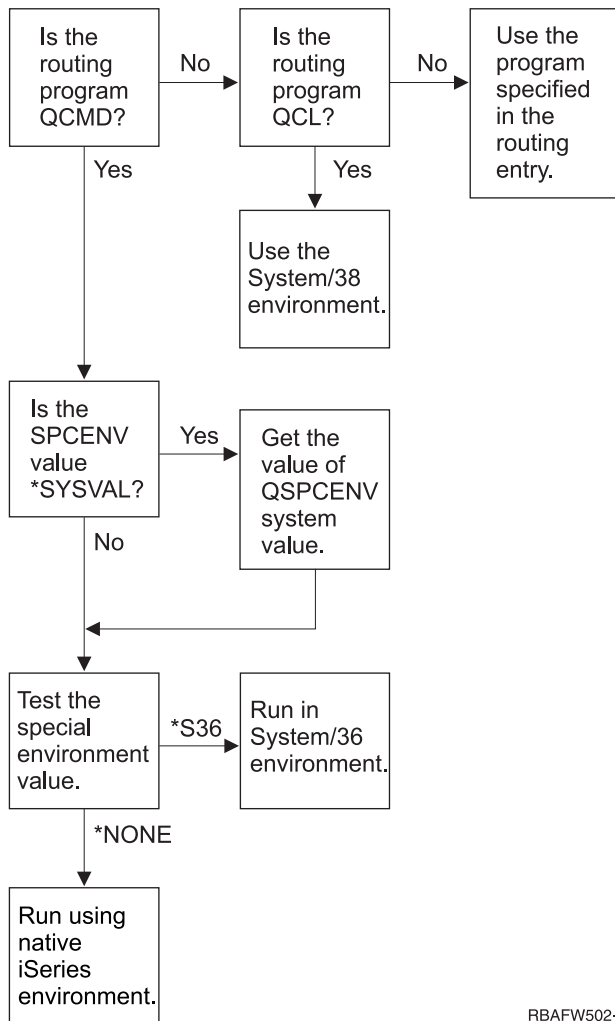 Is the
routing
program
QCMD?
No
Is the
routing
program
QCL?
No
Use the
program
specified
in the
routing
entry.
Yes
Yes
Use the
System/38
environment.
Is the
SPCENV
value
*SYSVAL?
Yes
Get the
value of
QSPCENV
system
value.
No
Test the
special
environment
value.
*S36
Run in
System/36
environment.
*NONE
Run using
native
iSeries
environment.
RBAFW502-